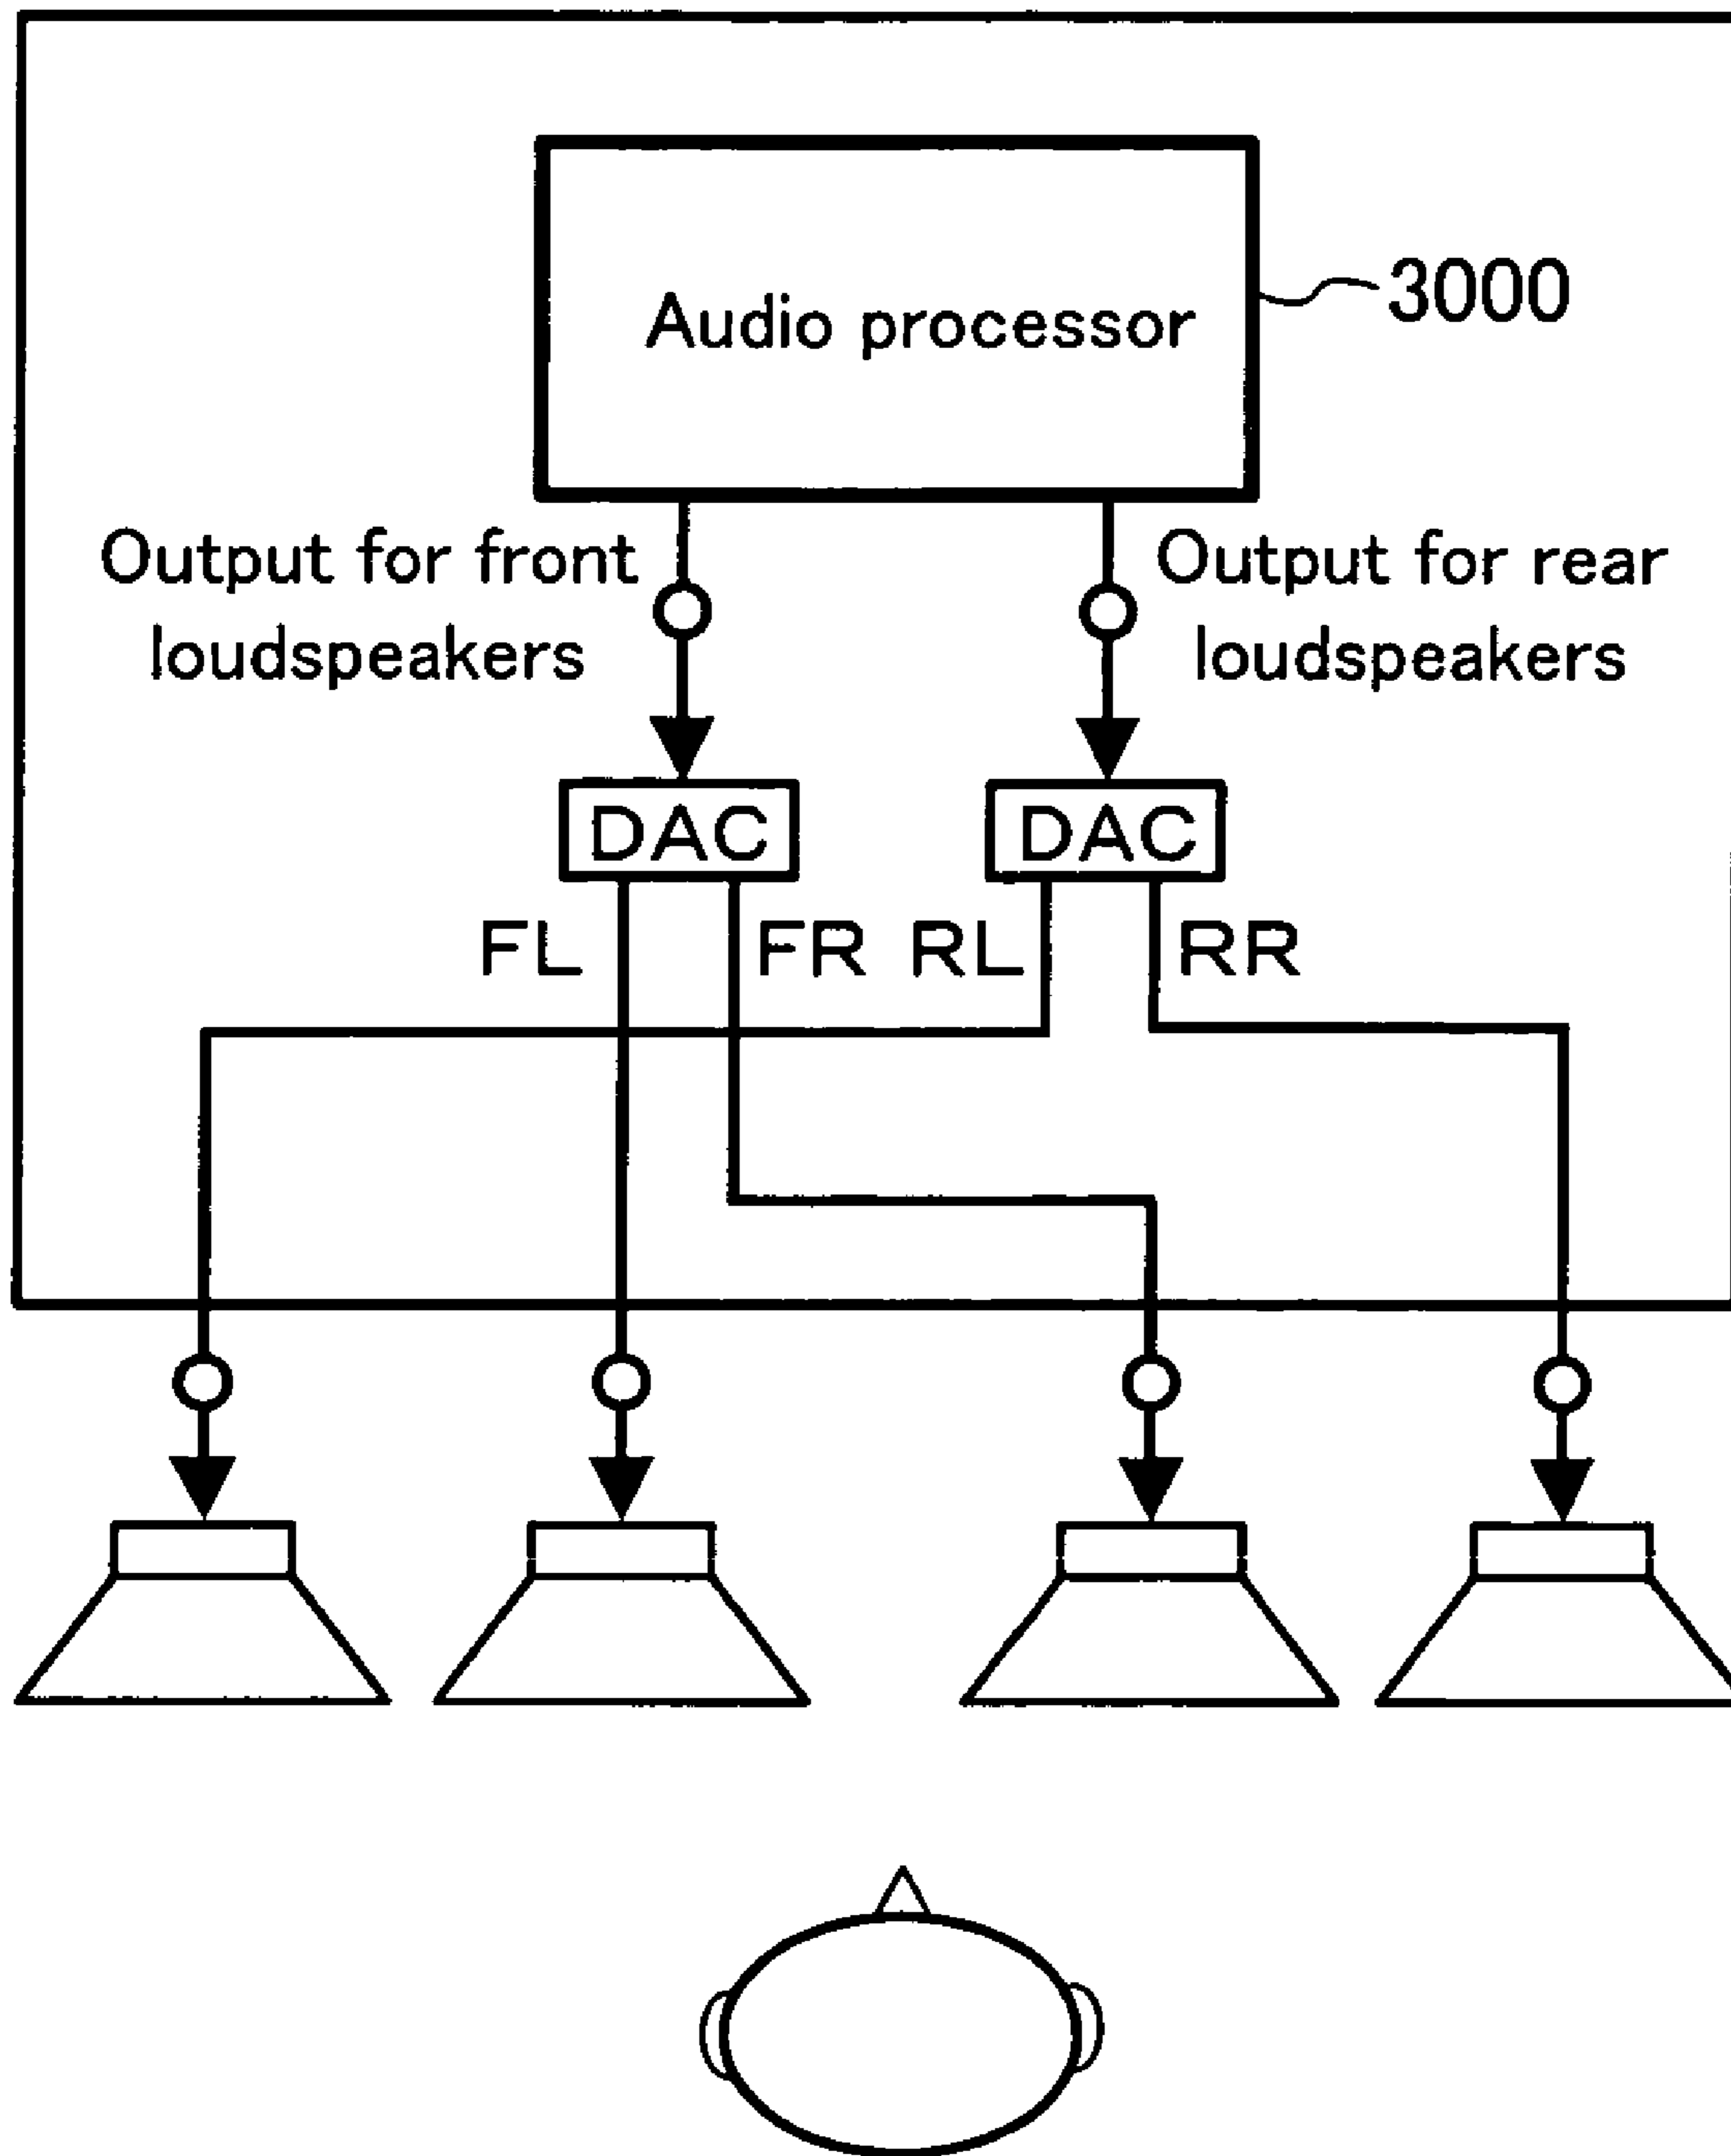 Audio processor
3000
Output for front
loudspeakers
Output for rear
loudspeakers
DAC
DAC
FL
FR
RL
RR